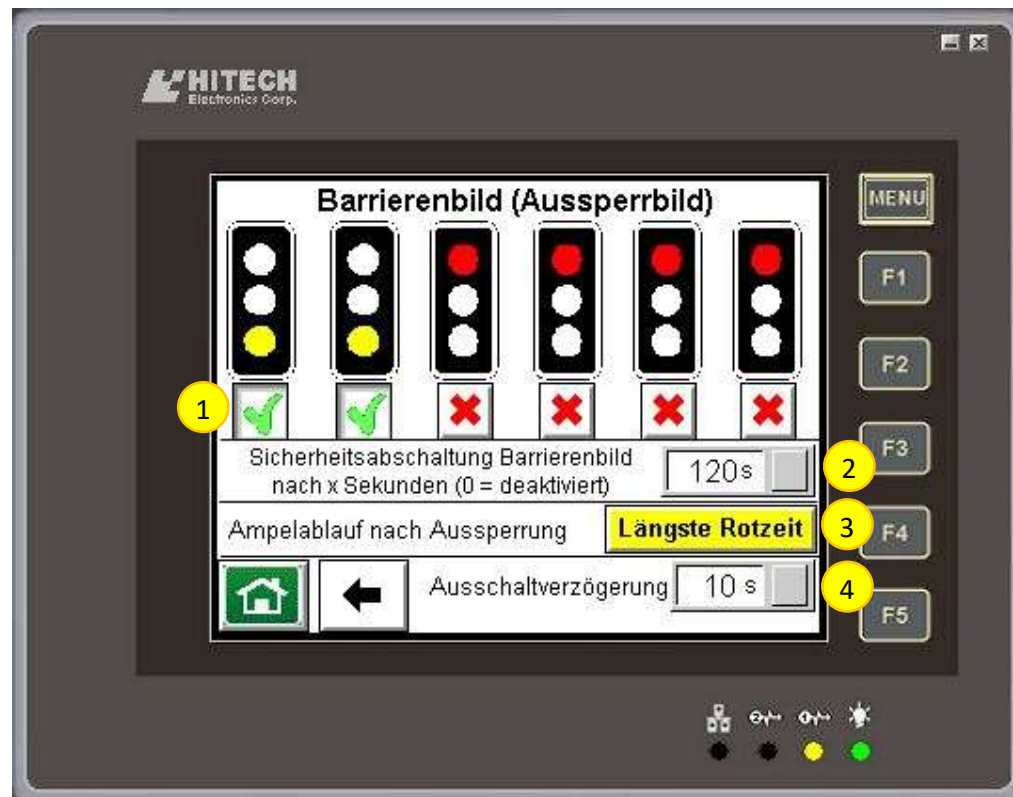 HITECH
Electronics Corp.
Barrierenbild (Aussperrbild)
MENU
F1
F2
1
Sicherheitsabschaltung Barrierenbild
nach x Sekunden (0 = deaktiviert)
120 s
2
F3
Ampelablauf nach Aussperrung
Längste Rotzeit
3
F4
Ausschaltverzögerung
10 s
4
F5